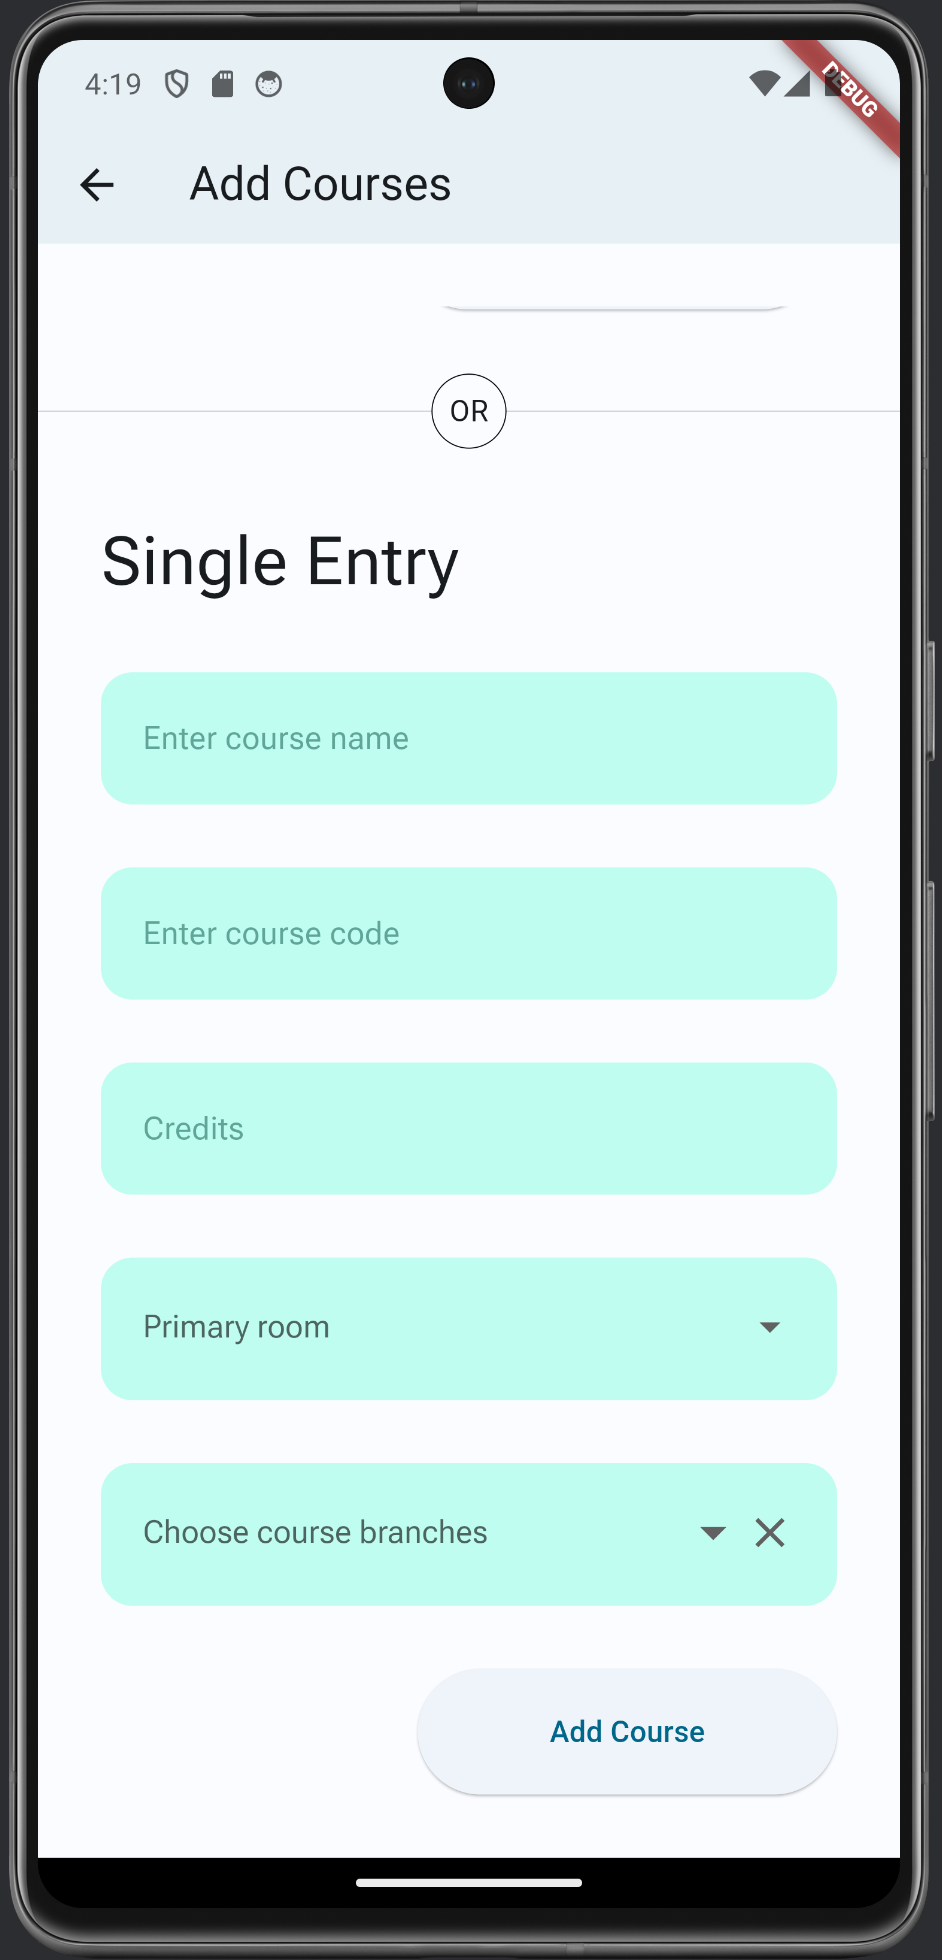 4:19
DEBUG
Add Courses
OR
Single Entry
Enter course name
Enter course code
Credits
Primary room
Choose course branches
Add Course